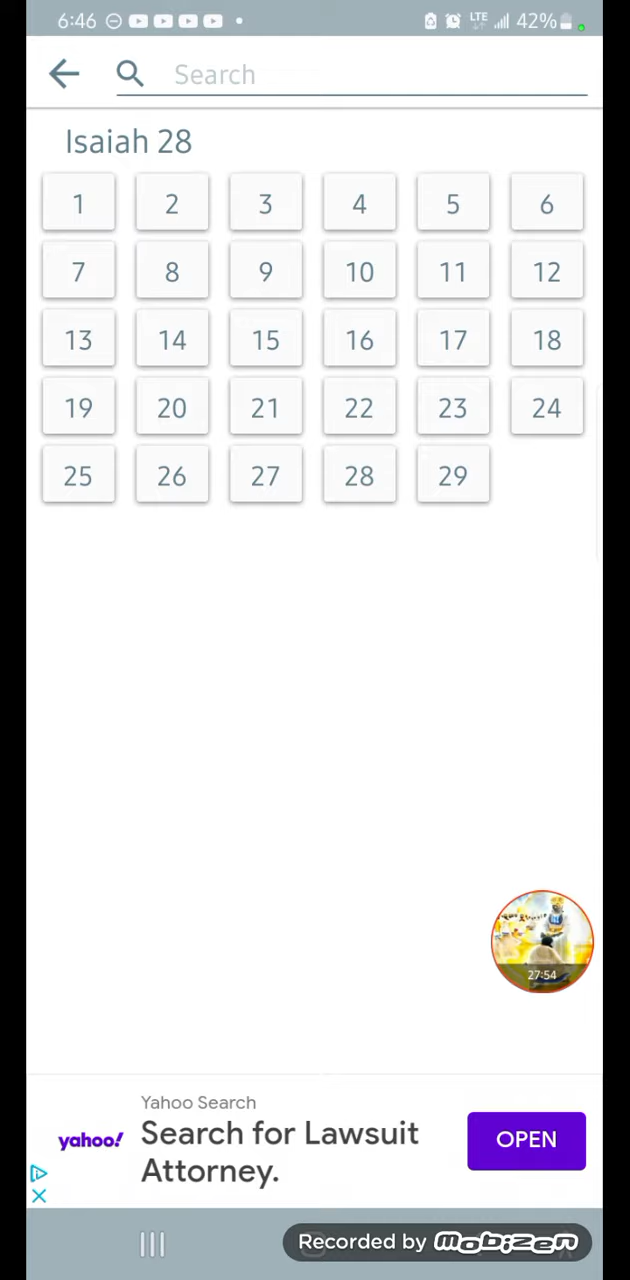 6:46 42%
LTE
Search
Isaiah 28
1 2 3 4 5 6
7 8 9 10 11 12
13 14 15 16 17 18
19 20 21 22 23 24
25 26 27 28 29
27:54
Yahoo Search
yahoo!
Search for Lawsuit
Attorney.
OPEN
Recorded by mobizen